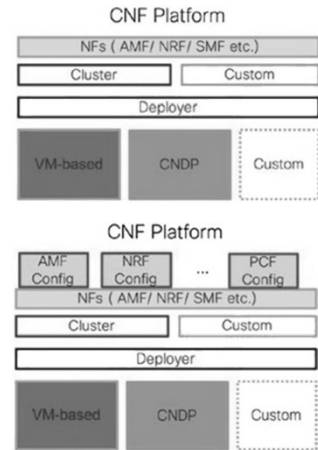 CNF Platform
NFs ( AMF/ NRF/ SMF etc.)
Cluster Custom
Deployer
VM-based CNDP Custom
CNF Platform
AMF Config NRF Config ... PCF Config
NFs ( AMF/ NRF/ SMF etc.)
Cluster Custom
Deployer
VM-based CNDP Custom